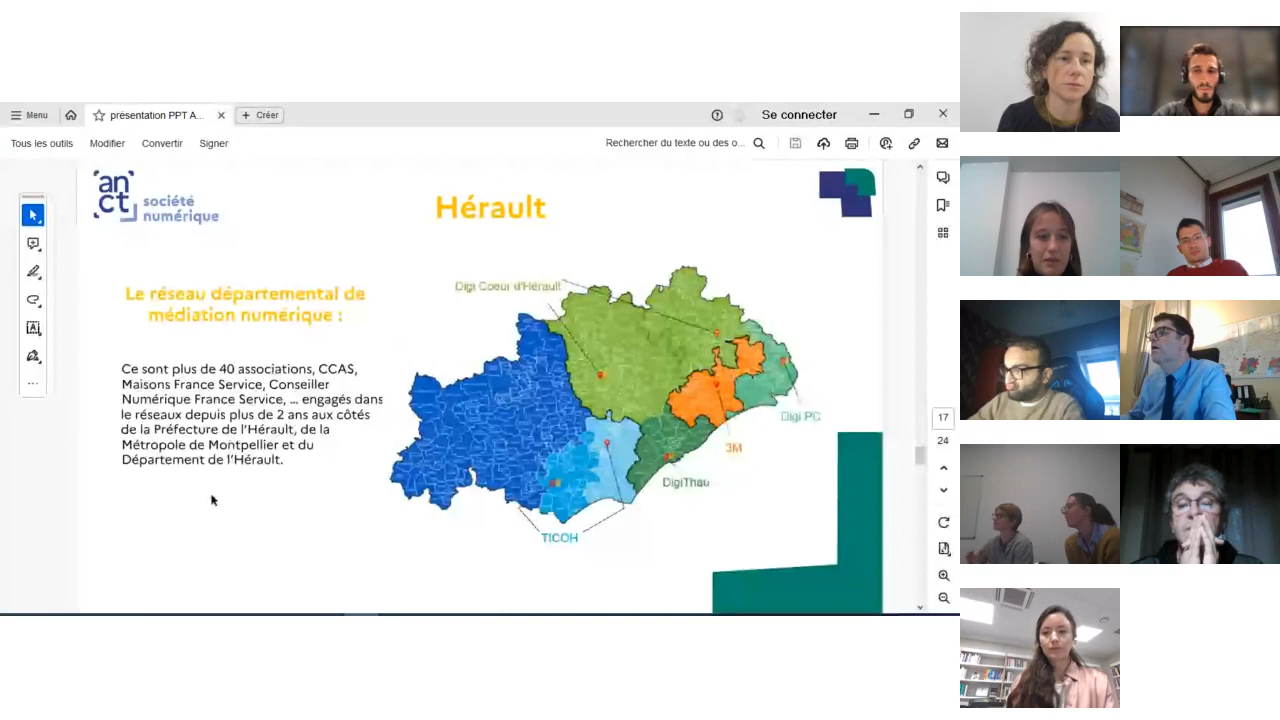 Menu
présentation PPT A...
Créer
Se connecter
Tous les outils
Modifier
Convertir
Signer
Rechercher du texte ou des o...
anct
société
numérique
Hérault
Le réseau départemental de
médiation numérique :
Ce sont plus de 40 associations, CCAS,
Maisons France Service, Conseiller
Numérique France Service, ... engagés dans
le réseaux depuis plus de 2 ans aux côtés
de la Préfecture de l'Hérault, de la
Métropole de Montpellier et du
Département de l'Hérault.
Digi Coeur d'Hérault
Digi PC
3M
DigiThau
TICOH
17
24